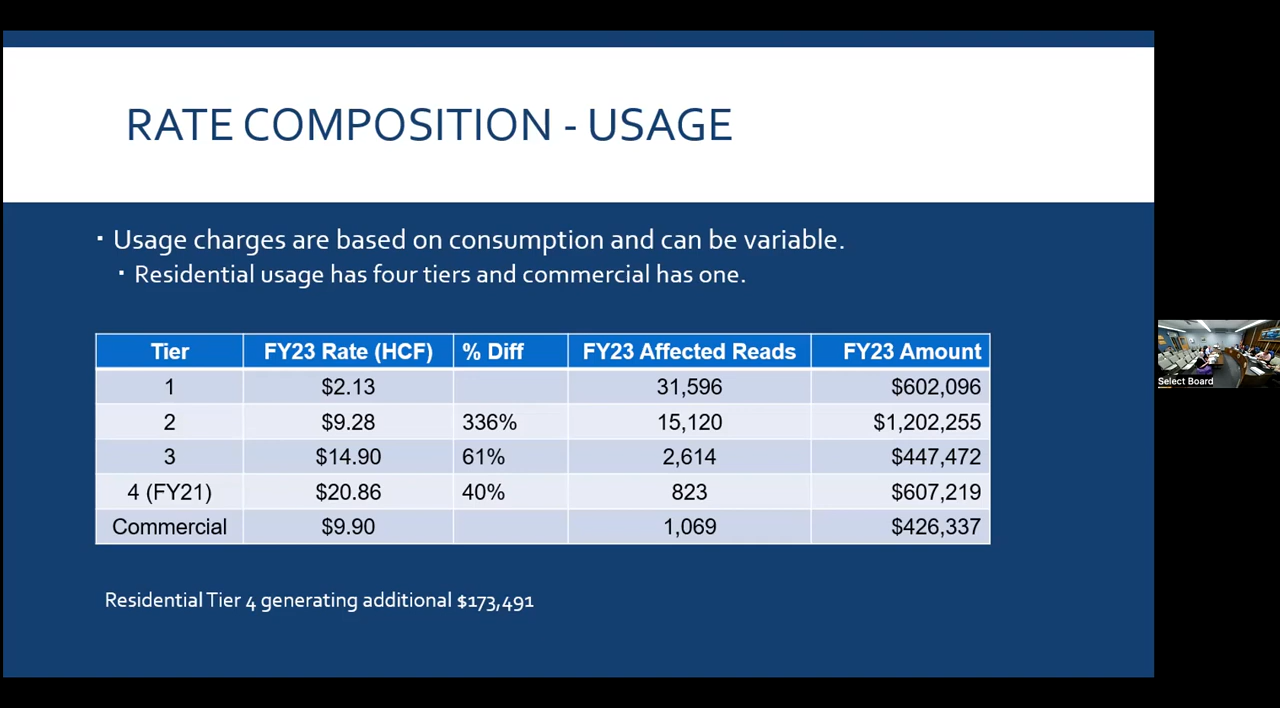 RATE COMPOSITION - USAGE
▪ Usage charges are based on consumption and can be variable.
▪ Residential usage has four tiers and commercial has one.
Tier FY23 Rate (HCF) % Diff FY23 Affected Reads FY23 Amount
1 $2.13 31,596 $602,096
2 $9.28 336% 15,120 $1,202,255
3 $14.90 61% 2,614 $447,472
4 (FY21) $20.86 40% 823 $607,219
Commercial $9.90 1,069 $426,337
Residential Tier 4 generating additional $173,491
Select Board